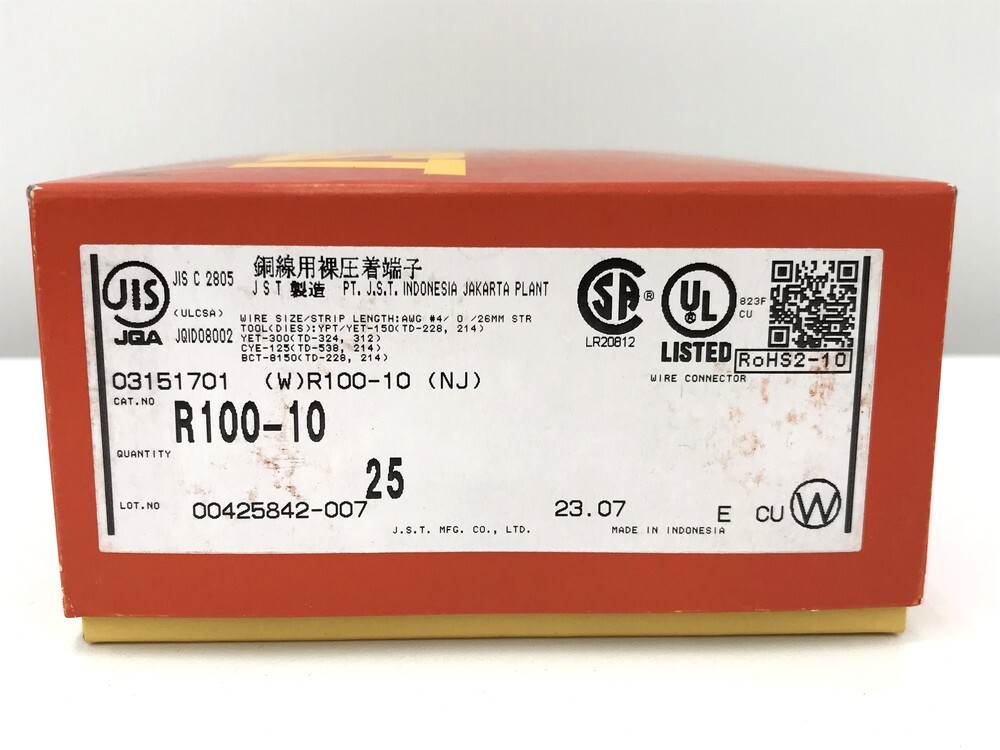 JIS
JQA
JIS C 2805
(ULCSA)
JQID08002
銅線用裸圧着端子
JST 製造 PT. J.S.T. INDONESIA JAKARTA PLANT
WIRE SIZE/STRIP LENGTH:AWG #4/ 0 /26MM STR
TOOL(DIES):YPT/YET-150(TD-228, 214)
YET-300(TD-324, 312)
CYE-125(TD-538, 214)
BCT-8150(TD-228, 214)
SA ®
LR20812
UL ®
LISTED
823F
CU
RoHS2-10
WIRE CONNECTOR
03151701 (W)R100-10 (NJ)
CAT.NO
R100-10
QUANTITY
25
LOT.NO
00425842-007
23.07
E CU W
J.S.T. MFG. CO., LTD.
MADE IN INDONESIA